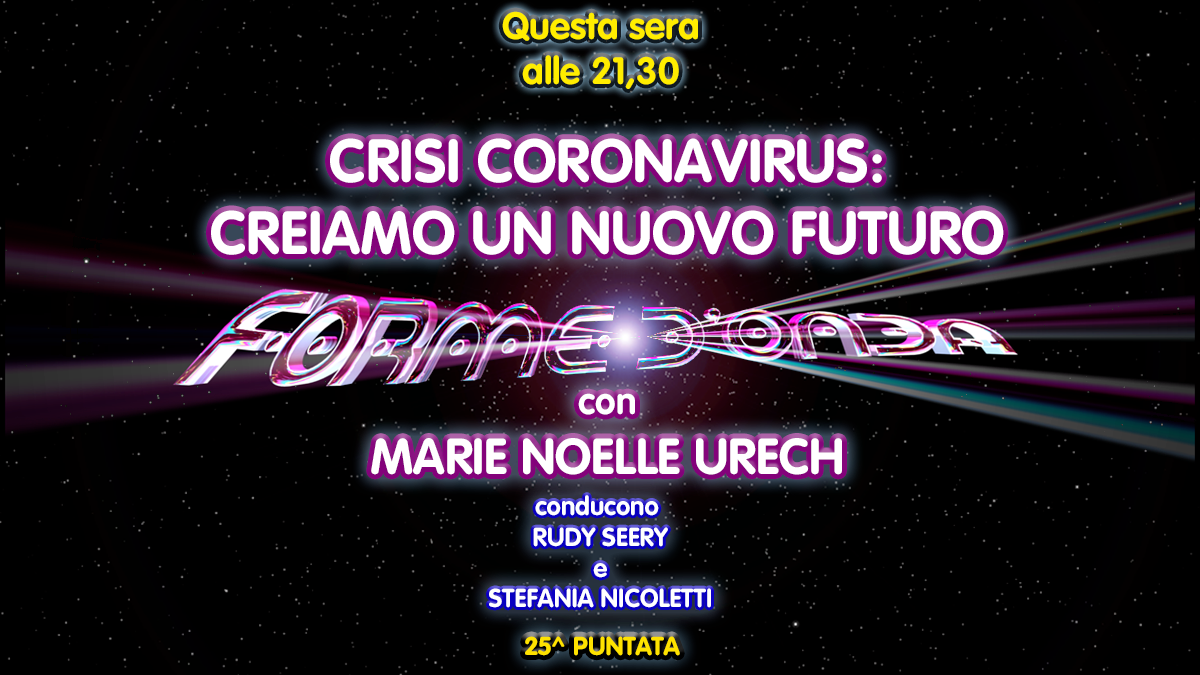 Questa sera
alle 21,30
CRISI CORONAVIRUS:
CREIAMO UN NUOVO FUTURO
FORME D'ONDA
con
MARIE NOELLE URECH
conducono
RUDY SEERY
e
STEFANIA NICOLETTI
25^ PUNTATA